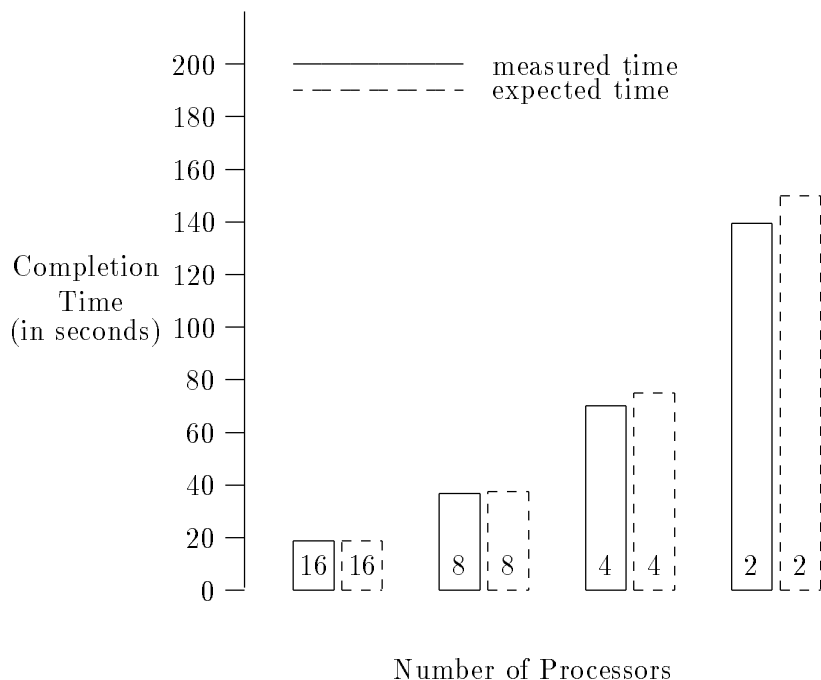 200
measured time
expected time
180
160
140
Completion
Time
(in seconds)
120
100
80
60
40
20
0
16 16 8 8 4 4 2 2
Number of Processors